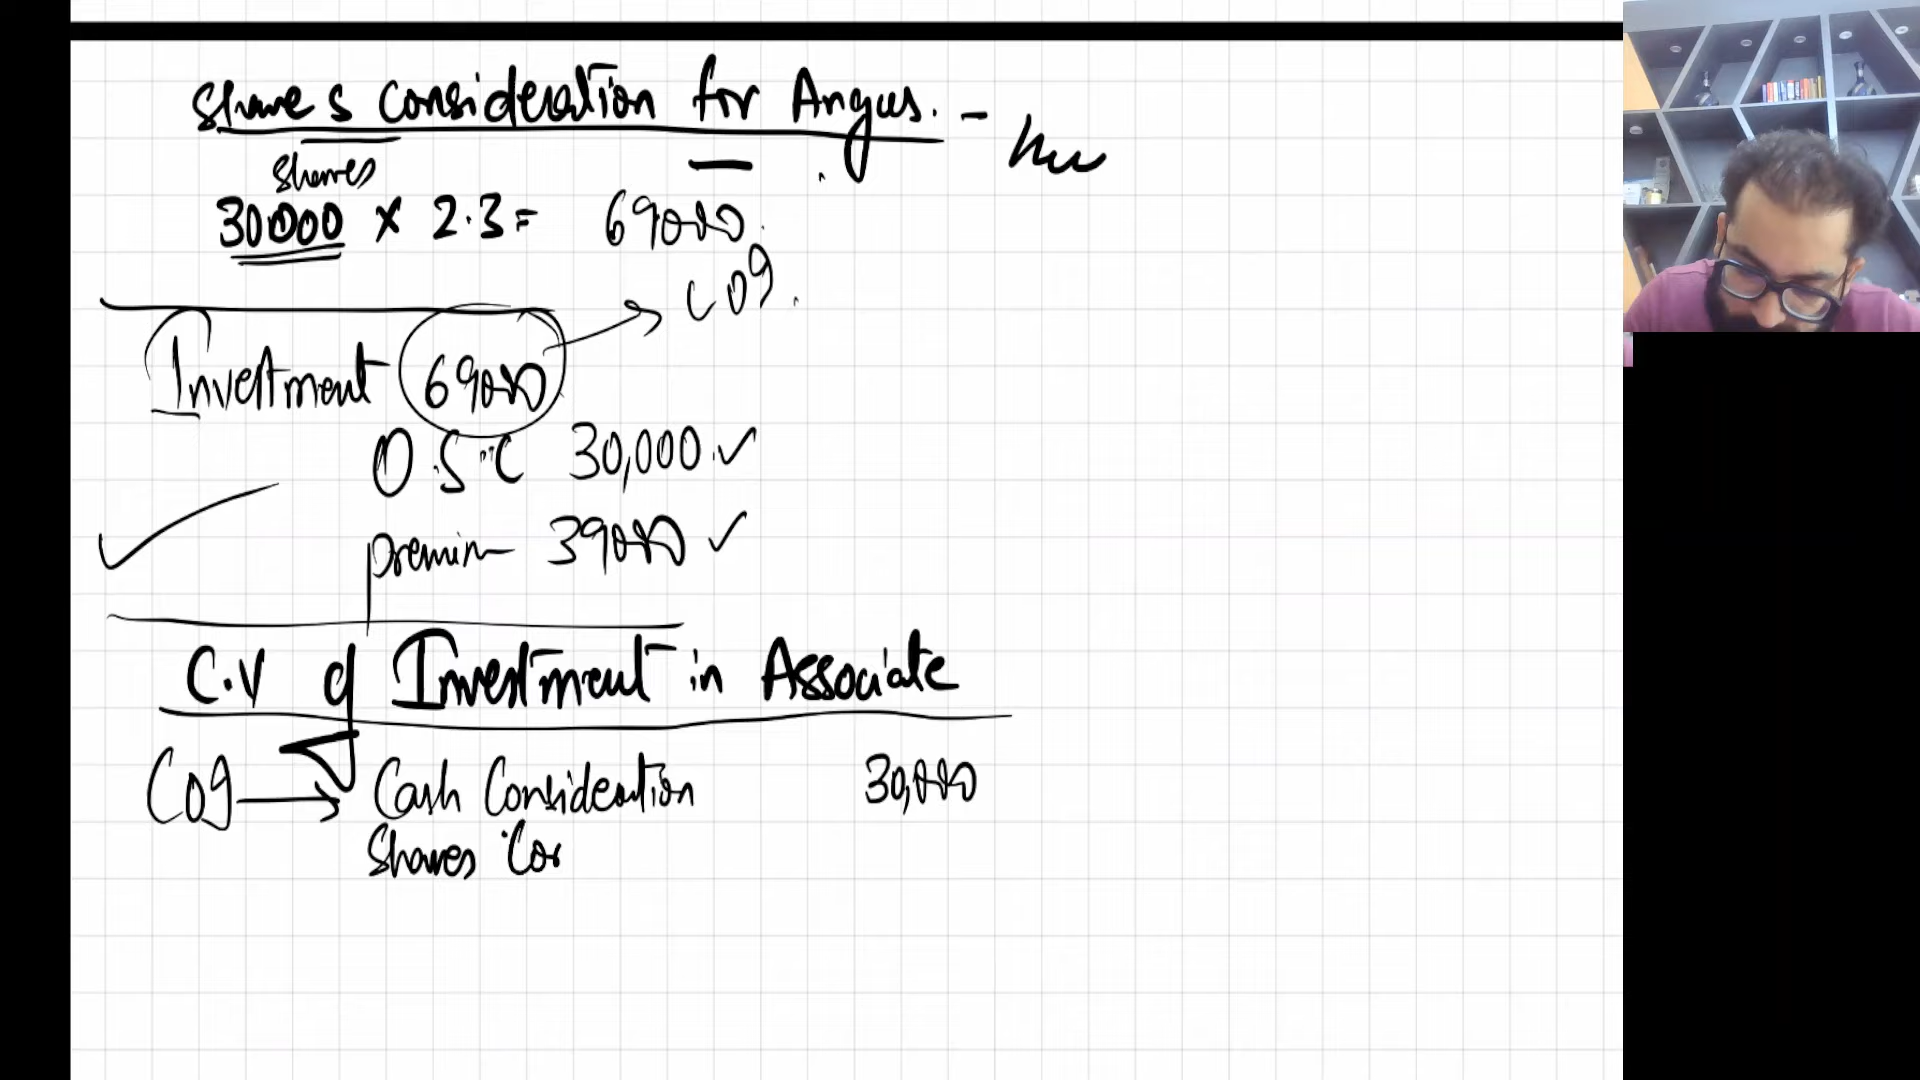 Shares consideration for Angus. -
shares
30000 x 2.3 = 69000.
cog.
Investment 69000
O.S.C 30,000. ✓
premium 39000 ✓
C.V of Investment in Associate
Cog → Cash Consideration 30,000
Shares Con